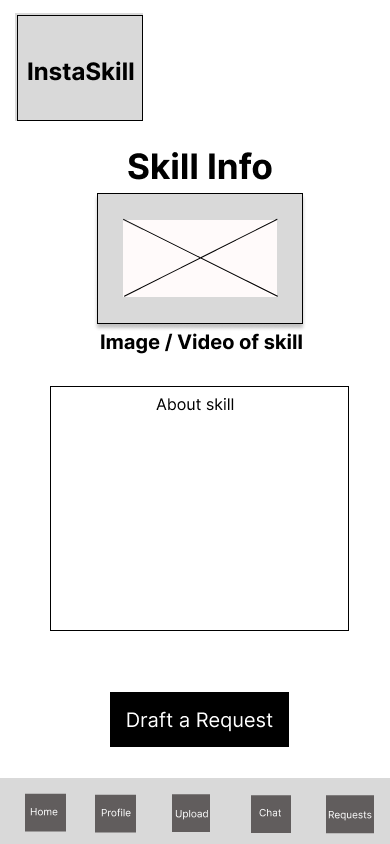 InstaSkill
Skill Info
Image / Video of skill
About skill
Draft a Request
Home
Profile
Upload
Chat
Requests